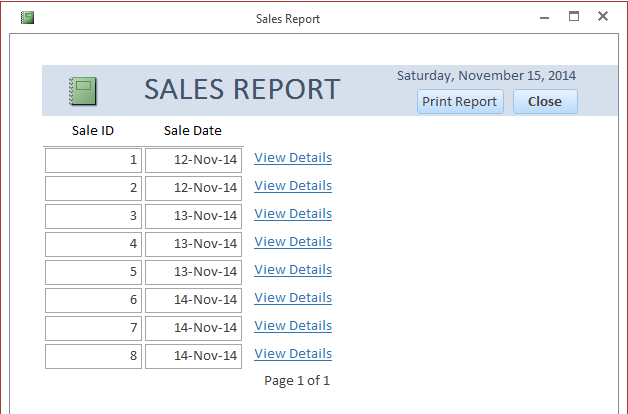 Sales Report
Saturday, November 15, 2014
SALES REPORT
Print Report Close
Sale ID Sale Date
1 12-Nov-14 View Details
2 12-Nov-14 View Details
3 13-Nov-14 View Details
4 13-Nov-14 View Details
5 13-Nov-14 View Details
6 14-Nov-14 View Details
7 14-Nov-14 View Details
8 14-Nov-14 View Details
Page 1 of 1